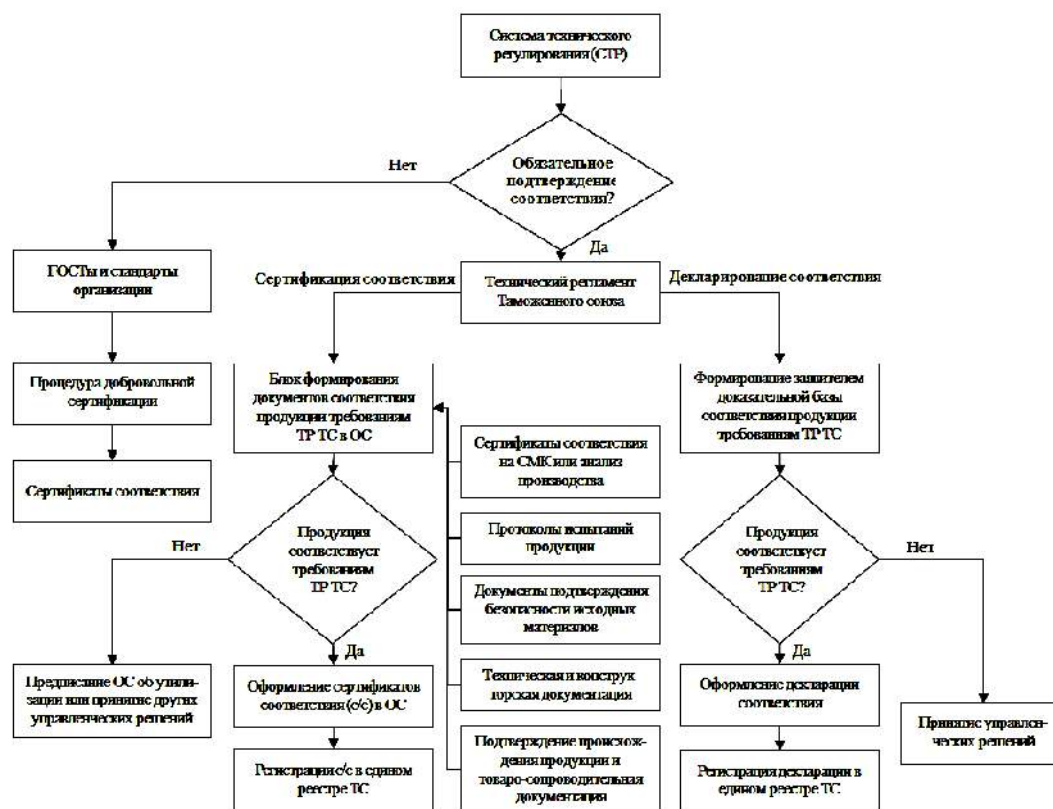 Система технического
регулирования (СТР)
Нет
Обязательное
подтверждение
соответствия?
Да
ГОСТы и стандарты
организации
Сертификация соответствия
Технический регламент
Таможенного союза
Декларирование соответствия
Процедура добровольной
сертификации
Блок формирования
документов соответствия
продукции требованиям
ТР ТС в ОС
Формирование заявителем
доказательной базы
соответствия продукции
требованиям ТР ТС
Сертификаты соответствия
Сертификаты соответствия
на СМК или анализ
производства
Нет
Продукция
соответствует
требованиям
ТР ТС?
Протоколы испытаний
продукции
Продукция
соответствует
требованиям
ТР ТС?
Нет
Документы подтверждения
безопасности исходных
материалов
Да
Да
Предписание ОС об утили-
зации или принятие других
управленческих решений
Оформление сертификатов
соответствия (с/с) в ОС
Техническая и конструк
торская документация
Оформление декларации
соответствия
Принятие управлен-
ческих решений
Регистрация с/с в едином
реестре ТС
Подтверждение происхож-
дения продукции и
товаро-сопроводительная
документация
Регистрация декларации в
едином реестре ТС